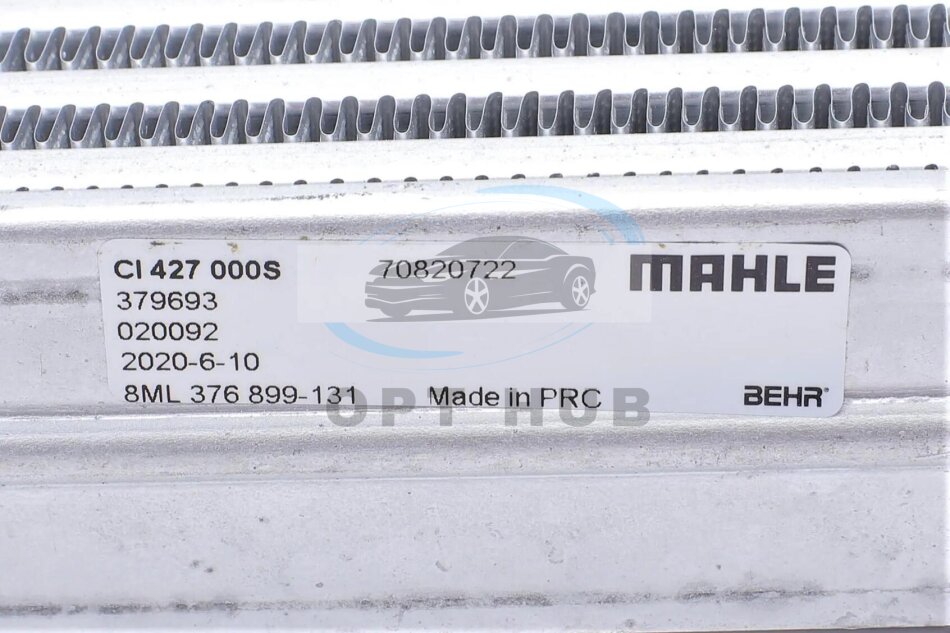 CI 427 000S 70820722 MAHLE
379693
020092
2020-6-10
8ML 376 899-131 Made in PRC BEHR®
OPT HUB